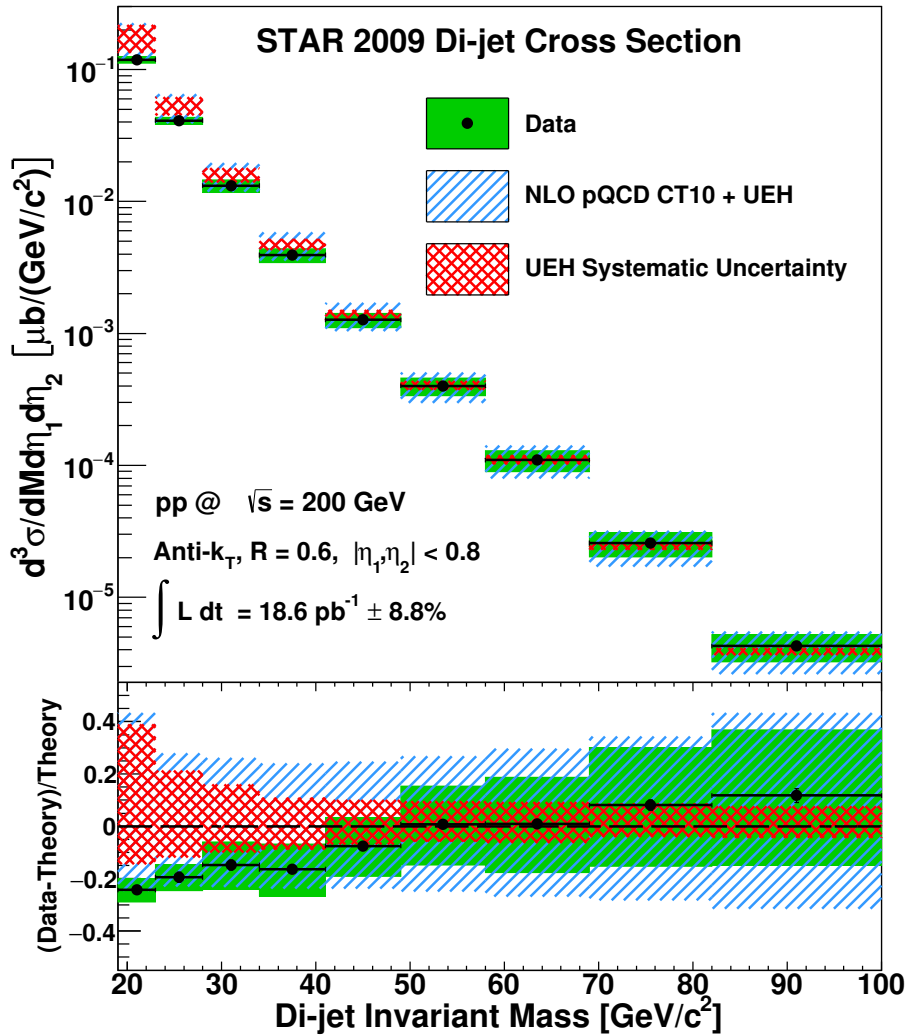 STAR 2009 Di-jet Cross Section
d³σ/dMdη₁dη₂ [μb/(GeV/c²)]
10⁻¹
10⁻²
10⁻³
10⁻⁴
10⁻⁵
Data
NLO pQCD CT10 + UEH
UEH Systematic Uncertainty
pp @ √s = 200 GeV
Anti-k_T, R = 0.6, |η₁,η₂| < 0.8
∫ L dt = 18.6 pb⁻¹ ± 8.8%
(Data-Theory)/Theory
0.4
0.2
0
−0.2
−0.4
20 30 40 50 60 70 80 90 100
Di-jet Invariant Mass [GeV/c²]